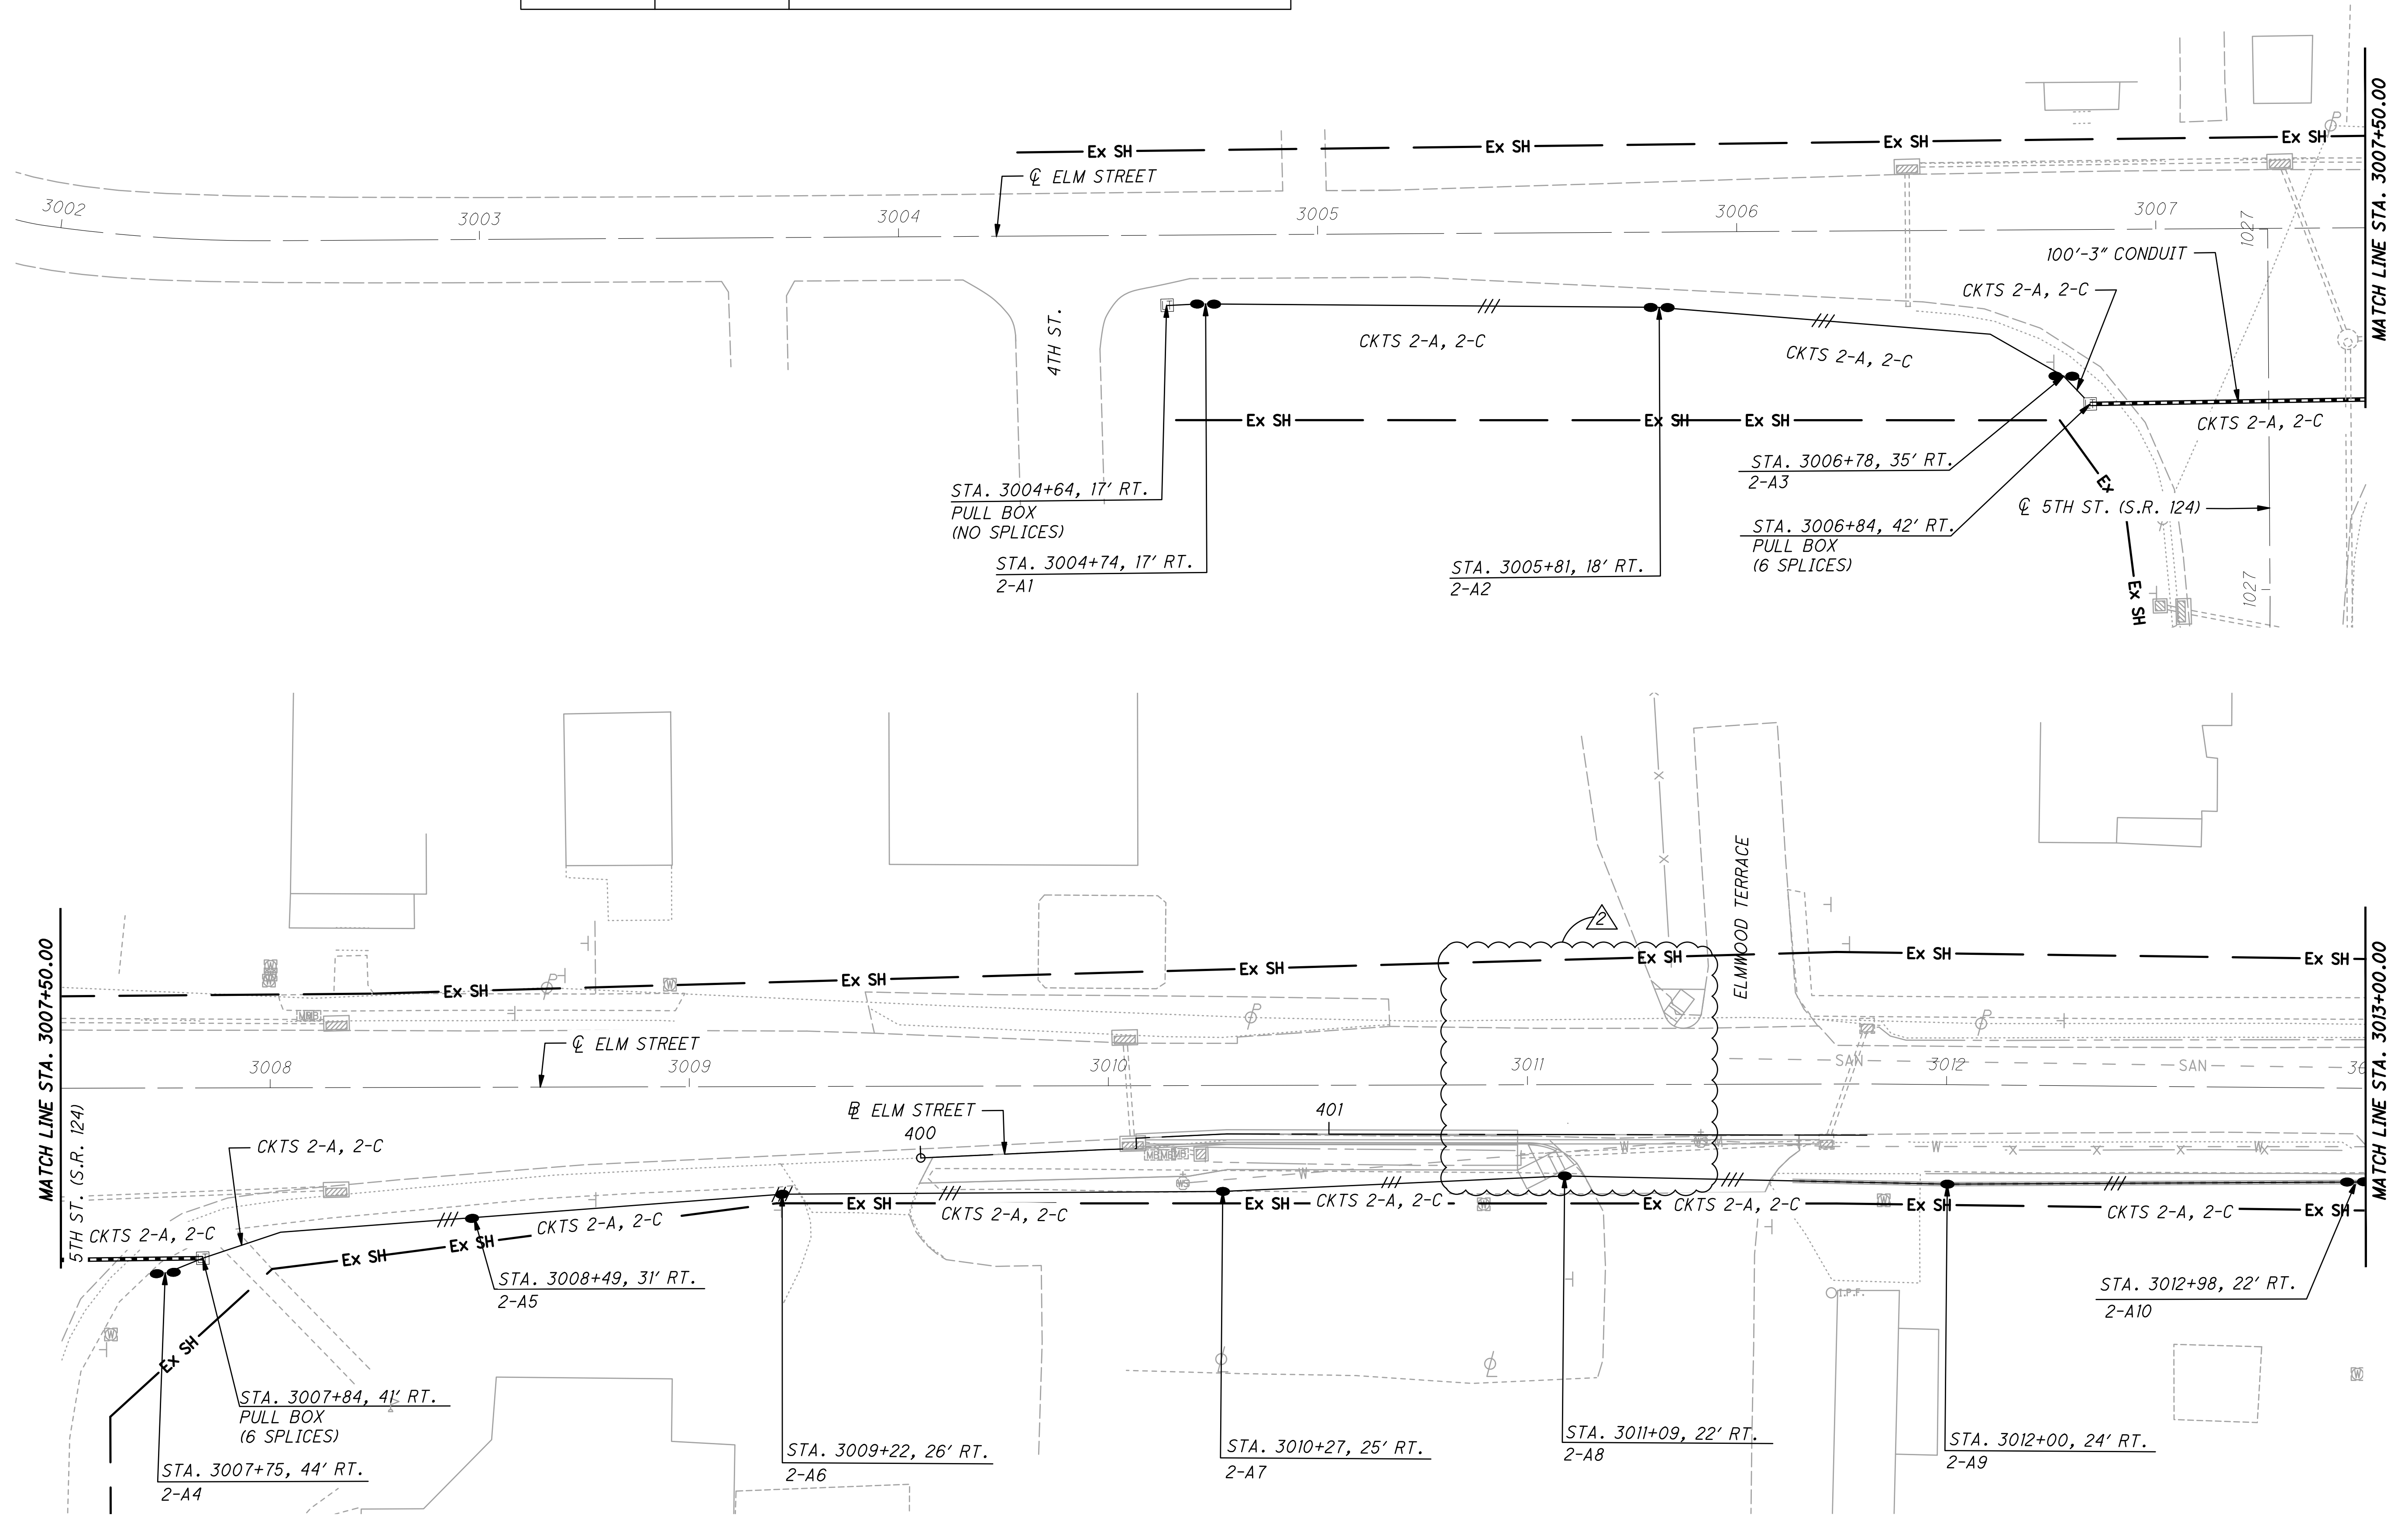 Ex SH Ex SH Ex SH Ex SH
℄ ELM STREET
3002 3003 3004 3005 3006 3007
1027
100'-3" CONDUIT
CKTS 2-A, 2-C
MATCH LINE STA. 3007+50.00
4TH ST.
CKTS 2-A, 2-C
CKTS 2-A, 2-C
CKTS 2-A, 2-C
Ex SH Ex SH Ex SH
STA. 3004+64, 17' RT.
PULL BOX
(NO SPLICES)
STA. 3004+74, 17' RT.
2-A1
STA. 3005+81, 18' RT.
2-A2
STA. 3006+78, 35' RT.
2-A3
STA. 3006+84, 42' RT.
PULL BOX
(6 SPLICES)
Ex
℄ 5TH ST. (S.R. 124)
1027
Ex SH
P
MATCH LINE STA. 3007+50.00
5TH ST. (S.R. 124)
Ex SH Ex SH Ex SH Ex SH Ex SH Ex SH
2
ELMWOOD TERRACE
℄ ELM STREET
3008 3009 3010 3011 3012
SAN SAN
MATCH LINE STA. 3013+00.00
BL ELM STREET
400 401
CKTS 2-A, 2-C
CKTS 2-A, 2-C
CKTS 2-A, 2-C
CKTS 2-A, 2-C
CKTS 2-A, 2-C
CKTS 2-A, 2-C
CKTS 2-A, 2-C
Ex SH Ex SH Ex SH Ex SH Ex SH Ex Ex SH Ex SH
W W W W
MB MB MB
WS
I.P.F.
STA. 3008+49, 31' RT.
2-A5
STA. 3007+84, 41' RT.
PULL BOX
(6 SPLICES)
STA. 3007+75, 44' RT.
2-A4
STA. 3009+22, 26' RT.
2-A6
STA. 3010+27, 25' RT.
2-A7
STA. 3011+09, 22' RT.
2-A8
STA. 3012+00, 24' RT.
2-A9
STA. 3012+98, 22' RT.
2-A10